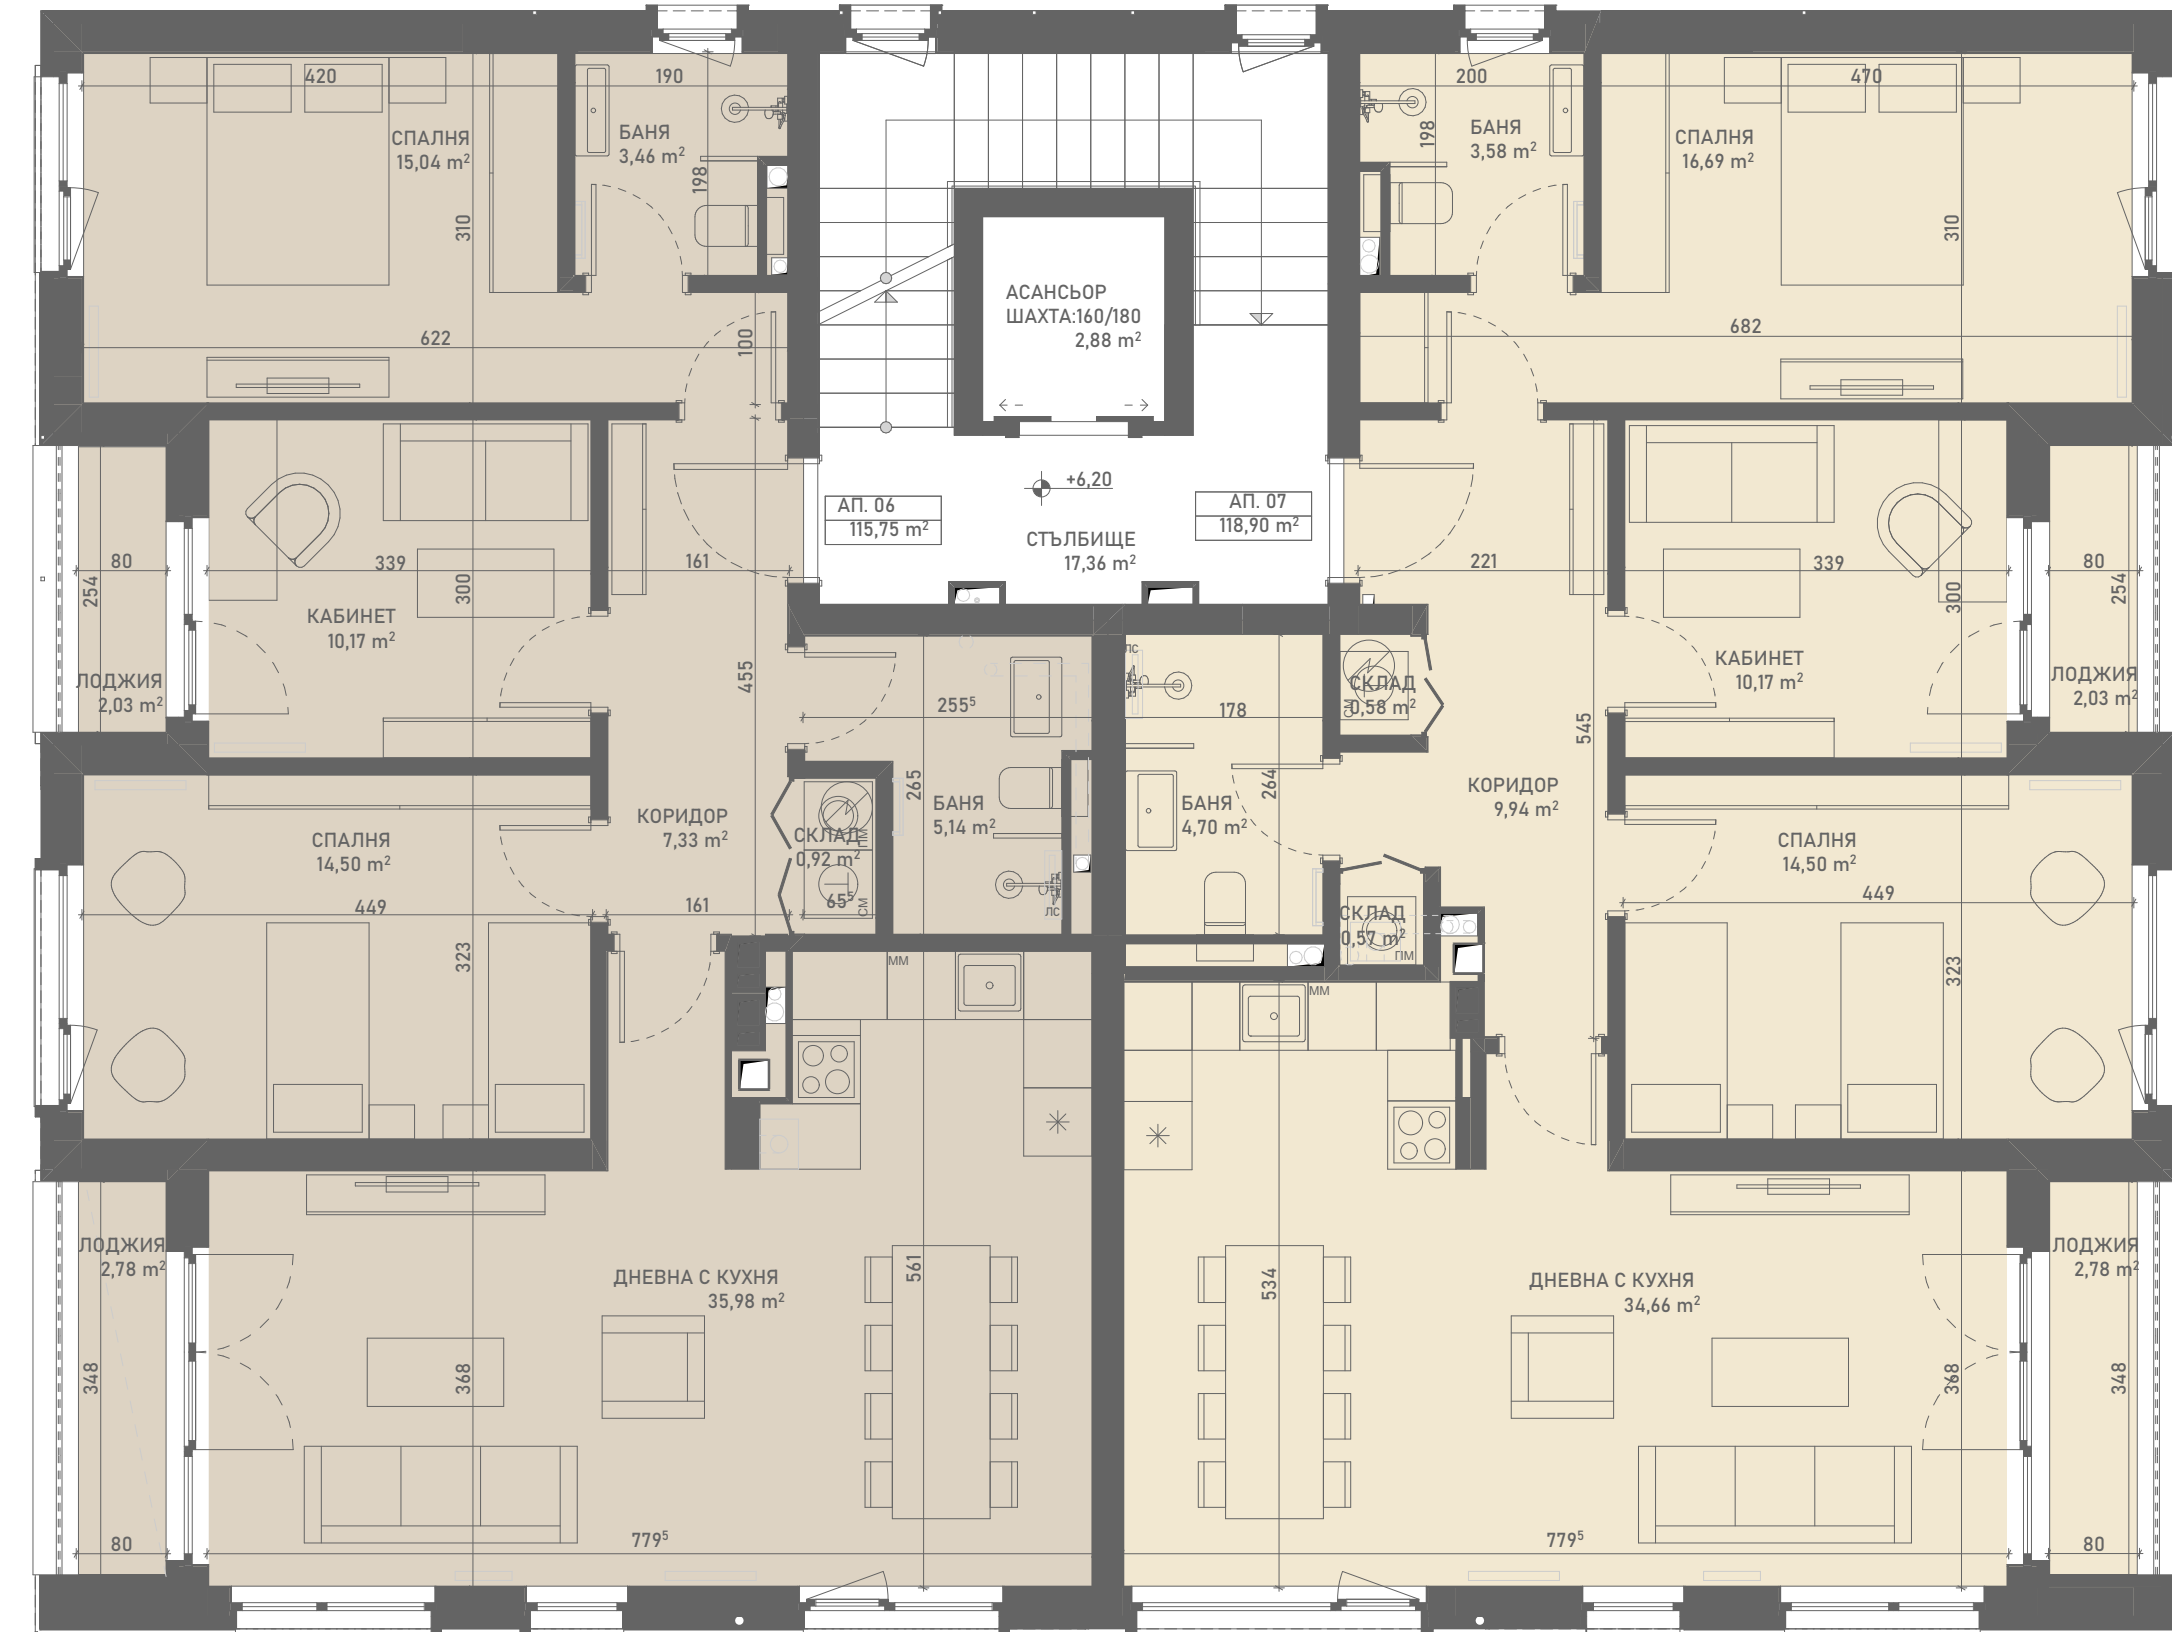 420
190
200
470
СПАЛНЯ
15,04 m²
БАНЯ
3,46 m²
198
198
БАНЯ
3,58 m²
СПАЛНЯ
16,69 m²
310
198
310
АСАНСЬОР
ШАХТА:160/180
2,88 m²
622
100
682
+6,20
АП. 06
115,75 m²
АП. 07
118,90 m²
СТЪЛБИЩЕ
17,36 m²
80
254
339
300
161
221
339
300
80
254
КАБИНЕТ
10,17 m²
ЛОДЖИЯ
2,03 m²
455
255⁵
ЛС
178
СКЛАД
0,58 m²
СМ
545
КАБИНЕТ
10,17 m²
ЛОДЖИЯ
2,03 m²
265
264
КОРИДОР
7,33 m²
СКЛАД
0,92 m²
ПМ
БАНЯ
5,14 m²
БАНЯ
4,70 m²
КОРИДОР
9,94 m²
СПАЛНЯ
14,50 m²
СПАЛНЯ
14,50 m²
449
161
65⁵
СМ
ЛС
СКЛАД
0,57 m²
ПМ
449
323
ММ
ММ
323
ЛОДЖИЯ
2,78 m²
ДНЕВНА С КУХНЯ
35,98 m²
561
534
ДНЕВНА С КУХНЯ
34,66 m²
ЛОДЖИЯ
2,78 m²
348
368
368
348
80
779⁵
779⁵
80